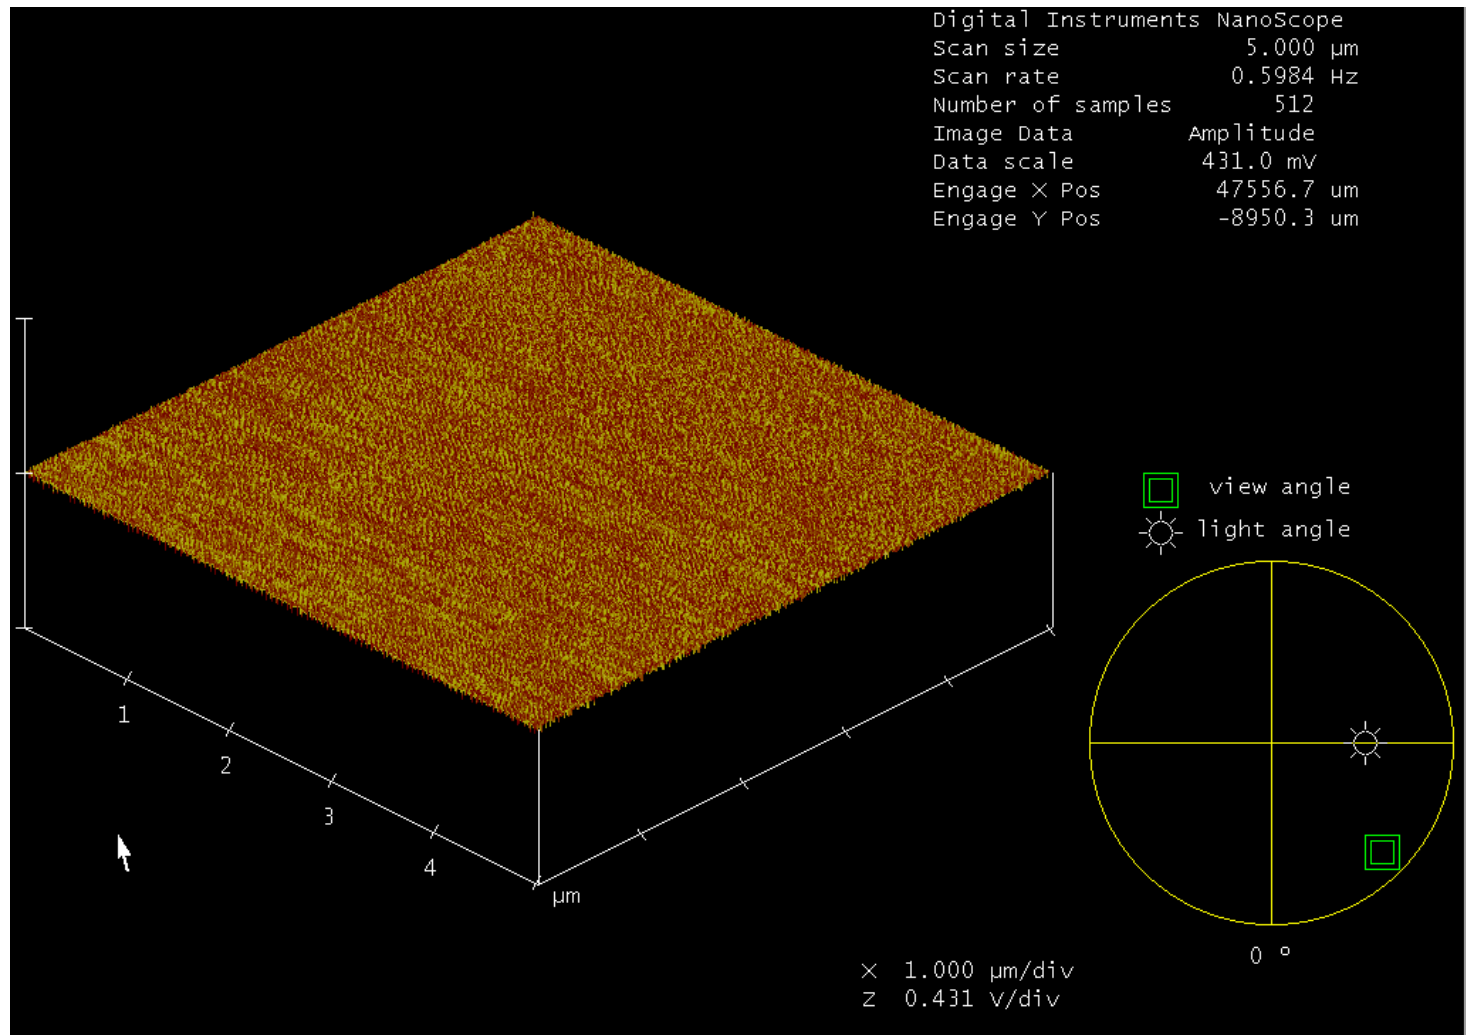 Digital Instruments NanoScope
Scan size 5.000 µm
Scan rate 0.5984 Hz
Number of samples 512
Image Data Amplitude
Data scale 431.0 mV
Engage X Pos 47556.7 um
Engage Y Pos -8950.3 um
view angle
light angle
1
2
3
4
µm
0 °
X 1.000 µm/div
Z 0.431 V/div